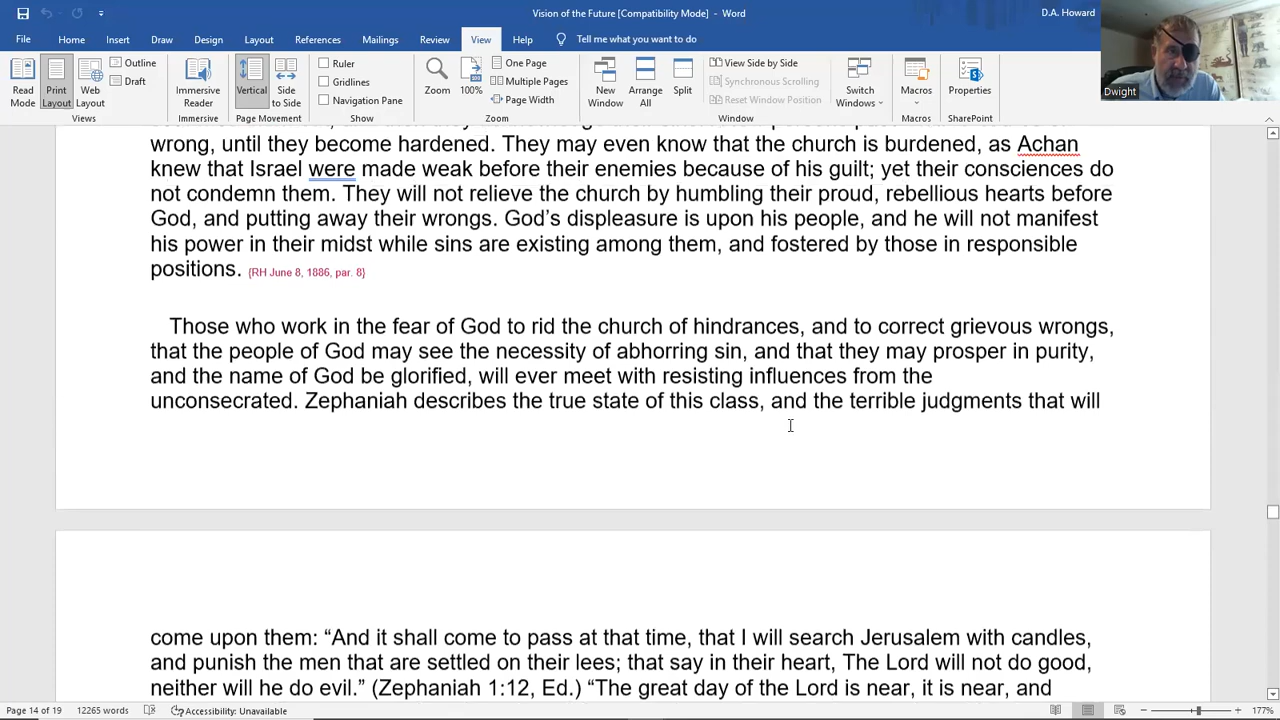 Vision of the Future [Compatibility Mode] - Word
D.A. Howard
File Home Insert Draw Design Layout References Mailings Review View Help Tell me what you want to do
Read Mode
Print Layout
Web Layout
Outline
Draft
Views
Immersive Reader
Immersive
Vertical
Side to Side
Page Movement
Ruler
Gridlines
Navigation Pane
Show
Zoom
100%
One Page
Multiple Pages
Page Width
Zoom
New Window
Arrange All
Split
View Side by Side
Synchronous Scrolling
Reset Window Position
Window
Switch Windows
Macros
Macros
Properties
SharePoint
Dwight
wrong, until they become hardened. They may even know that the church is burdened, as Achan
knew that Israel were made weak before their enemies because of his guilt; yet their consciences do
not condemn them. They will not relieve the church by humbling their proud, rebellious hearts before
God, and putting away their wrongs. God’s displeasure is upon his people, and he will not manifest
his power in their midst while sins are existing among them, and fostered by those in responsible
positions. {RH June 8, 1886, par. 8}
Those who work in the fear of God to rid the church of hindrances, and to correct grievous wrongs,
that the people of God may see the necessity of abhorring sin, and that they may prosper in purity,
and the name of God be glorified, will ever meet with resisting influences from the
unconsecrated. Zephaniah describes the true state of this class, and the terrible judgments that will
come upon them: “And it shall come to pass at that time, that I will search Jerusalem with candles,
and punish the men that are settled on their lees; that say in their heart, The Lord will not do good,
neither will he do evil.” (Zephaniah 1:12, Ed.) “The great day of the Lord is near, it is near, and
Page 14 of 19 12265 words Accessibility: Unavailable 177%